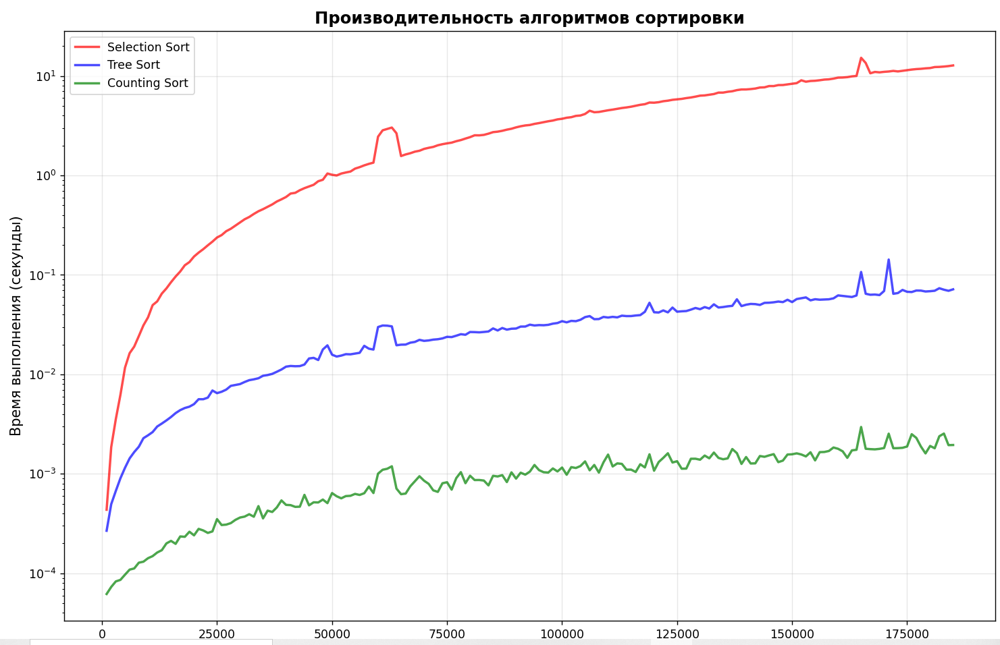 Производительность алгоритмов сортировки
Selection Sort
Tree Sort
Counting Sort
Время выполнения (секунды)
10¹
10⁰
10⁻¹
10⁻²
10⁻³
10⁻⁴
0 25000 50000 75000 100000 125000 150000 175000